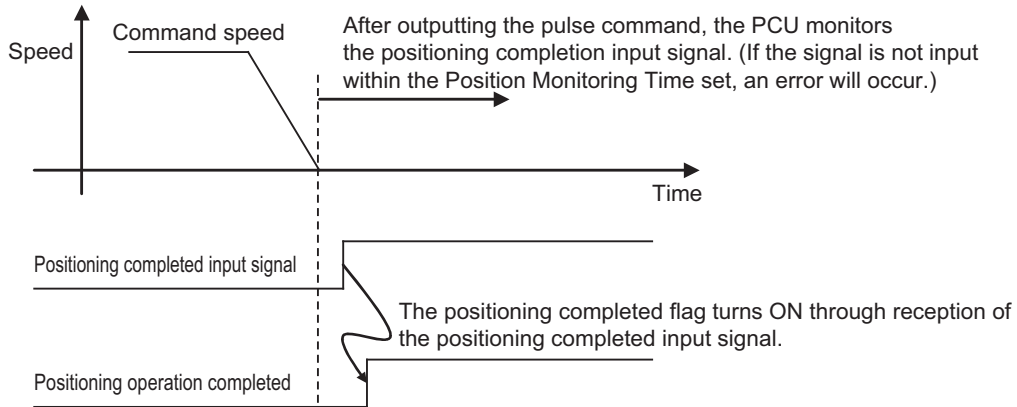 Speed
Command speed
After outputting the pulse command, the PCU monitors
the positioning completion input signal. (If the signal is not input
within the Position Monitoring Time set, an error will occur.)
Time
Positioning completed input signal
The positioning completed flag turns ON through reception of
the positioning completed input signal.
Positioning operation completed